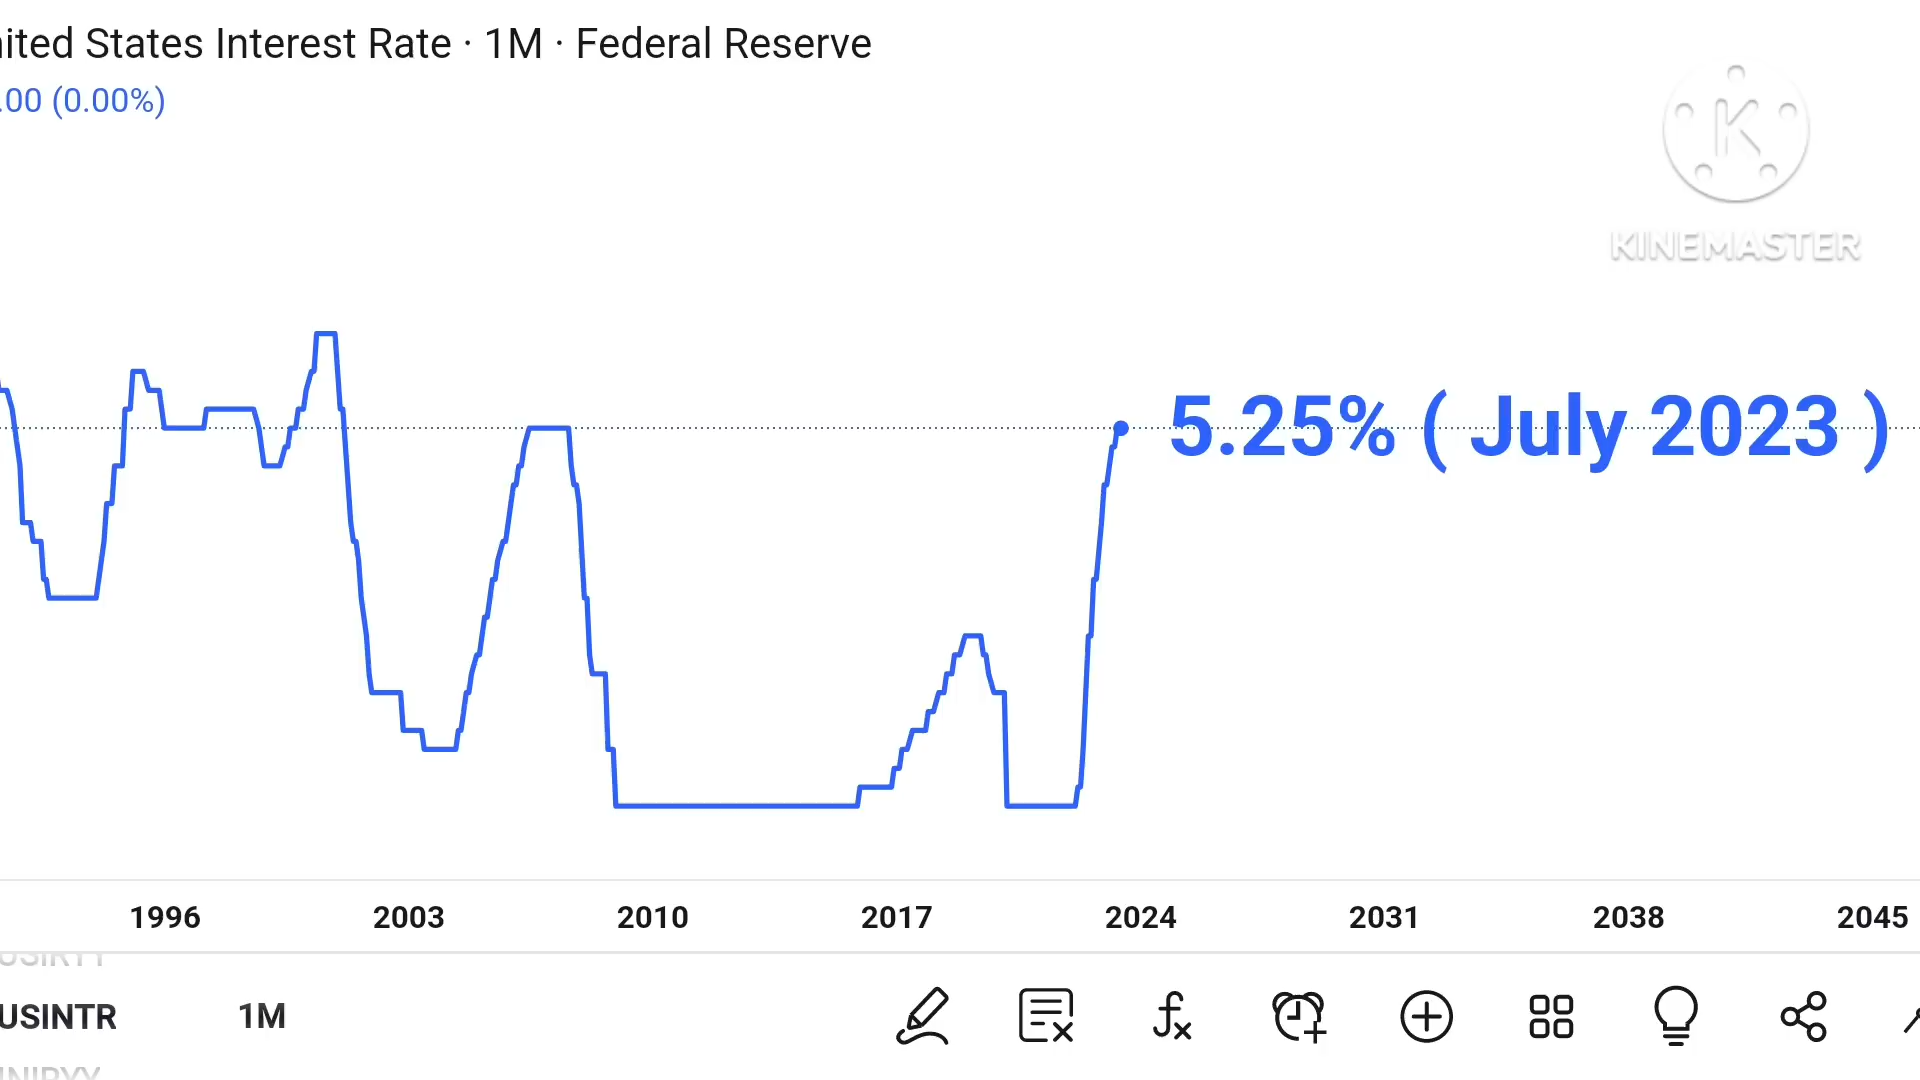 ited States Interest Rate · 1M · Federal Reserve
.00 (0.00%)
K
KINEMASTER
5.25% ( July 2023 )
1996 2003 2010 2017 2024 2031 2038 2045
USINTR 1M